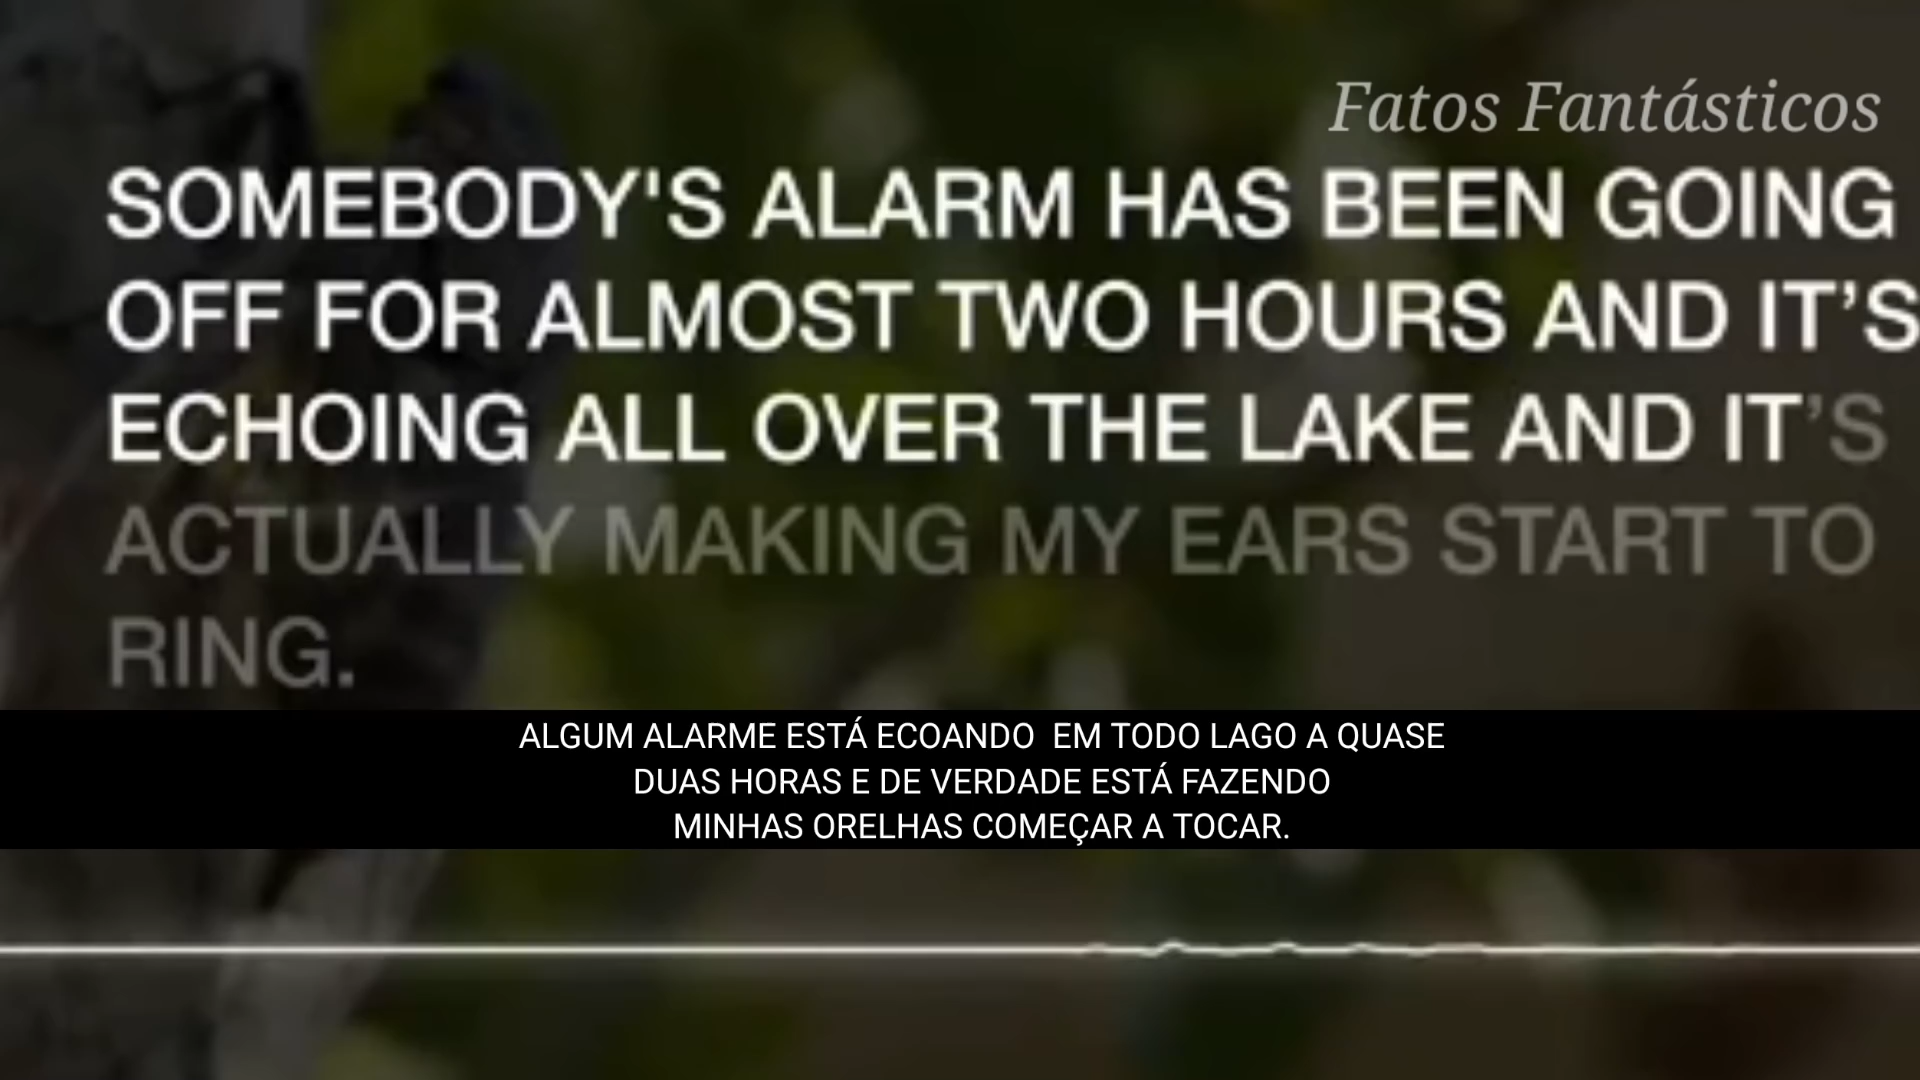 Fatos Fantásticos
SOMEBODY'S ALARM HAS BEEN GOING
OFF FOR ALMOST TWO HOURS AND IT’S
ECHOING ALL OVER THE LAKE AND IT’S
ACTUALLY MAKING MY EARS START TO
RING.
ALGUM ALARME ESTÁ ECOANDO  EM TODO LAGO A QUASE
DUAS HORAS E DE VERDADE ESTÁ FAZENDO
MINHAS ORELHAS COMEÇAR A TOCAR.